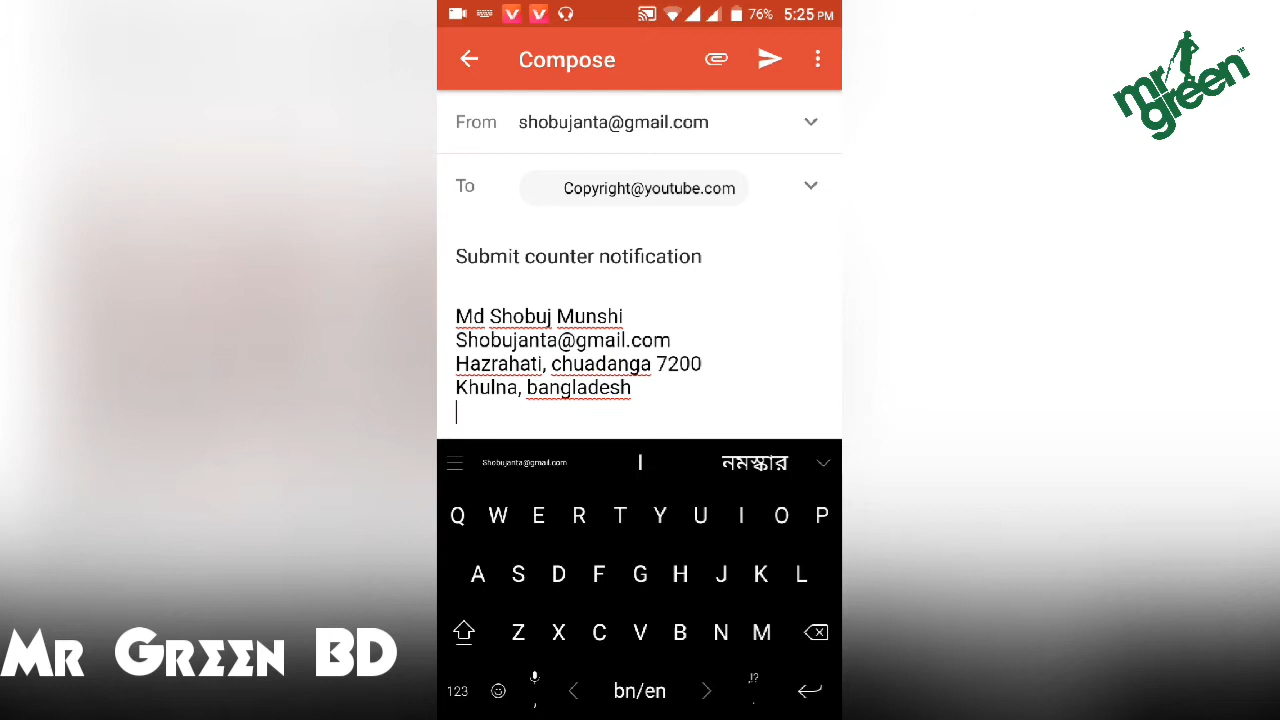 76% 5:25 PM
Compose
mr green ™
From shobujanta@gmail.com
To Copyright@youtube.com
Submit counter notification
Md Shobuj Munshi
Shobujanta@gmail.com
Hazrahati, chuadanga 7200
Khulna, bangladesh
Shobujanta@gmail.com I নমস্কার
Q W E R T Y U I O P
A S D F G H J K L
Z X C V B N M
123 , bn/en ,!? .
Mr Green BD